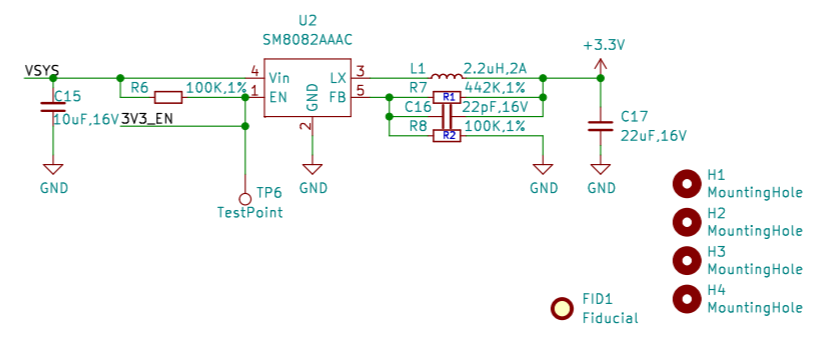 U2
SM8082AAAC
+3.3V
VSYS
4
Vin
LX
3
L1
2.2uH,2A
R6
100K,1%
1
EN
GND
FB
5
R7
442K,1%
R1
C15
10uF,16V
C16
22pF,16V
C17
22uF,16V
3V3_EN
2
R8
100K,1%
R2
GND
GND
GND
GND
TP6
TestPoint
H1
MountingHole
H2
MountingHole
H3
MountingHole
H4
MountingHole
FID1
Fiducial